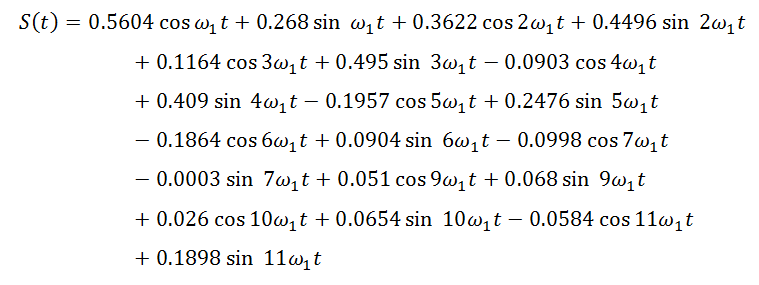 S(t) = 0.5604 cos ω₁t + 0.268 sin ω₁t + 0.3622 cos 2ω₁t + 0.4496 sin 2ω₁t
+ 0.1164 cos 3ω₁t + 0.495 sin 3ω₁t − 0.0903 cos 4ω₁t
+ 0.409 sin 4ω₁t − 0.1957 cos 5ω₁t + 0.2476 sin 5ω₁t
− 0.1864 cos 6ω₁t + 0.0904 sin 6ω₁t − 0.0998 cos 7ω₁t
− 0.0003 sin 7ω₁t + 0.051 cos 9ω₁t + 0.068 sin 9ω₁t
+ 0.026 cos 10ω₁t + 0.0654 sin 10ω₁t − 0.0584 cos 11ω₁t
+ 0.1898 sin 11ω₁t